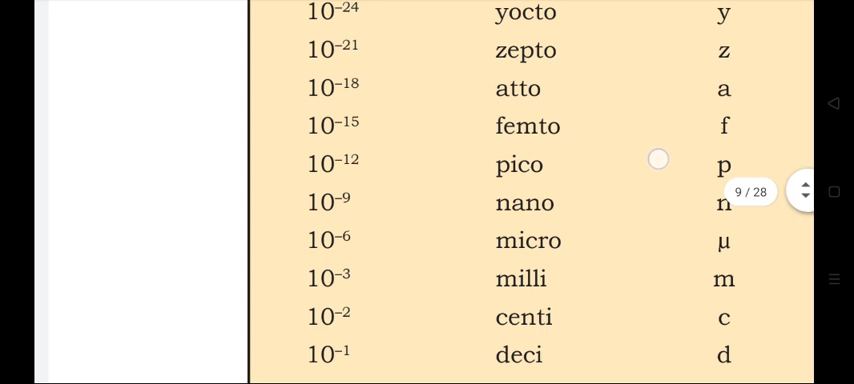 10⁻²⁴ yocto y
10⁻²¹ zepto z
10⁻¹⁸ atto a
10⁻¹⁵ femto f
10⁻¹² pico p
9 / 28
10⁻⁹ nano n
10⁻⁶ micro µ
10⁻³ milli m
10⁻² centi c
10⁻¹ deci d